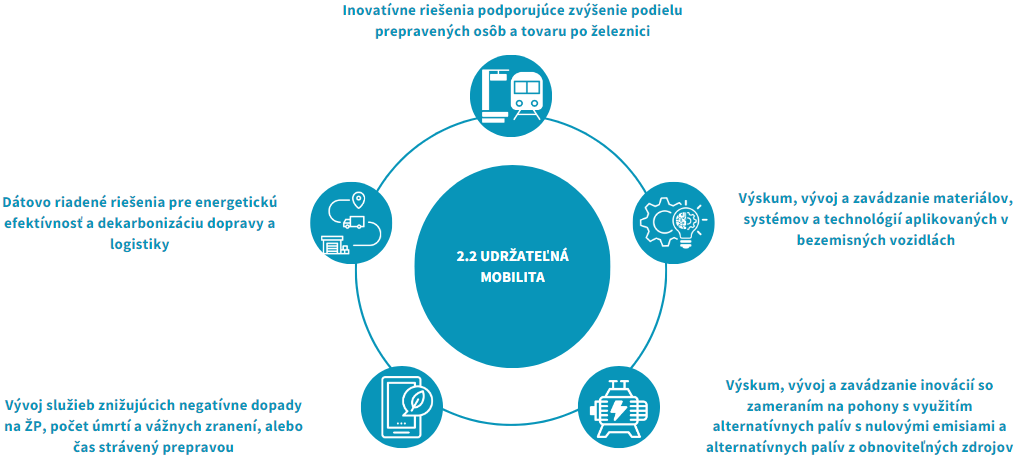 Inovatívne riešenia podporujúce zvýšenie podielu
prepravených osôb a tovaru po železnici
Dátovo riadené riešenia pre energetickú
efektívnosť a dekarbonizáciu dopravy a
logistiky
Výskum, vývoj a zavádzanie materiálov,
systémov a technológií aplikovaných v
bezemisných vozidlách
2.2 UDRŽATEĽNÁ
MOBILITA
Vývoj služieb znižujúcich negatívne dopady
na ŽP, počet úmrtí a vážnych zranení, alebo
čas strávený prepravou
Výskum, vývoj a zavádzanie inovácií so
zameraním na pohony s využitím
alternatívnych palív s nulovými emisiami a
alternatívnych palív z obnoviteľných zdrojov